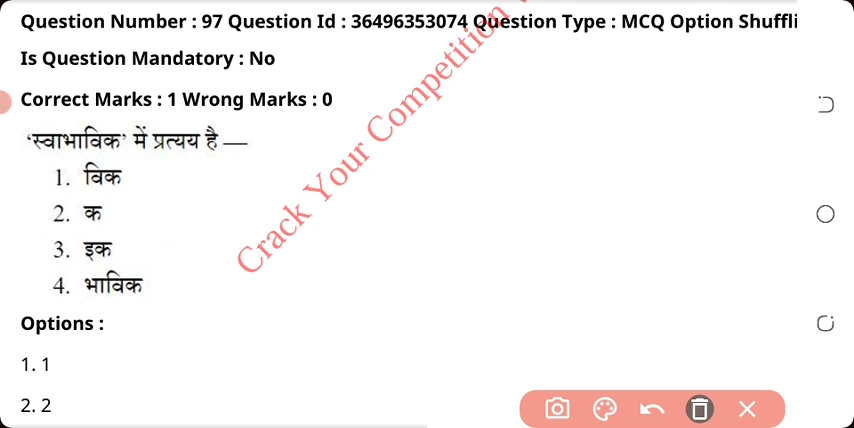 Question Number : 97 Question Id : 36496353074 Question Type : MCQ Option Shuffli
Is Question Mandatory : No
Correct Marks : 1 Wrong Marks : 0
‘स्वाभाविक’ में प्रत्यय है —
1. विक
2. क
3. इक
4. भाविक
Options :
1. 1
2. 2
Crack Your Competition